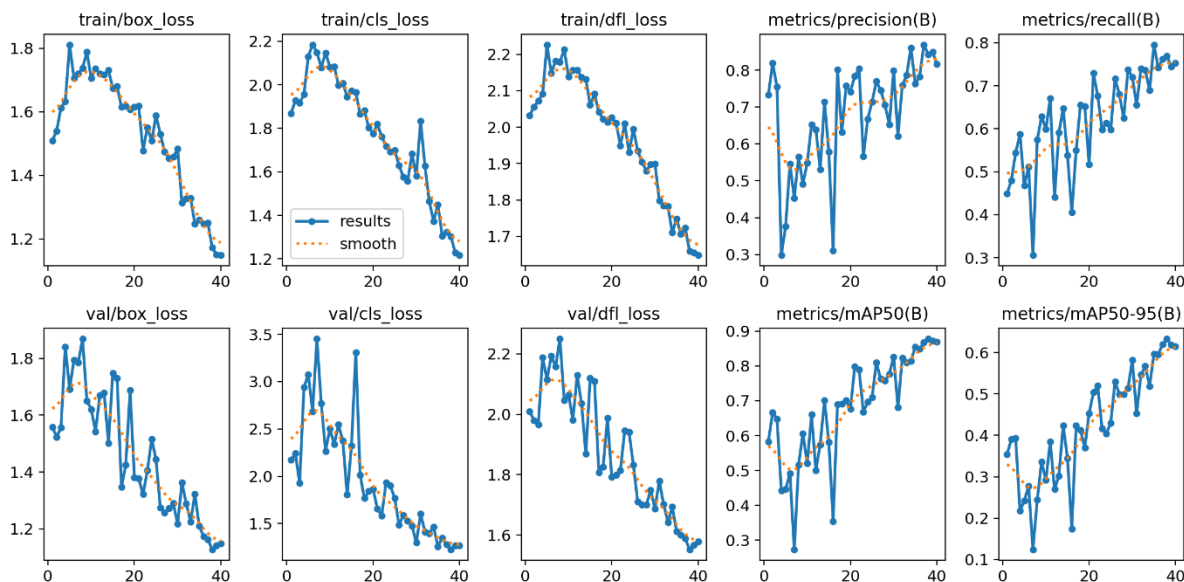 train/box_loss train/cls_loss train/dfl_loss metrics/precision(B) metrics/recall(B)
1.8 2.2 2.2 0.8 0.8
2.0 2.1 0.7 0.7
1.6 1.8 2.0 0.6 0.6
1.6 1.9 0.5 0.5
1.4 1.4 1.8 0.4 0.4
1.2 1.2 1.7 0.3 0.3
results
smooth
0 20 40 0 20 40 0 20 40 0 20 40 0 20 40
val/box_loss val/cls_loss val/dfl_loss metrics/mAP50(B) metrics/mAP50-95(B)
1.8 3.5 2.2 0.9 0.6
3.0 0.8 0.5
1.6 2.5 2.0 0.7 0.4
2.0 0.6 0.3
1.4 1.5 1.8 0.5 0.2
1.2 1.6 0.4 0.1
0.3
0 20 40 0 20 40 0 20 40 0 20 40 0 20 40